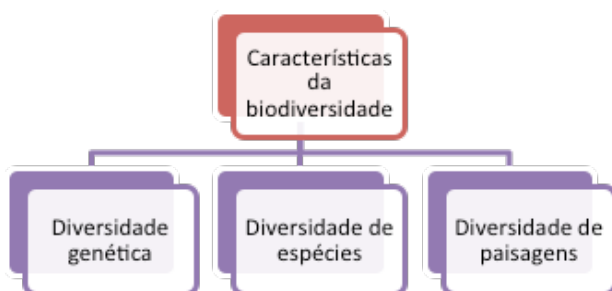 Características
da
biodiversidade
Diversidade
genética
Diversidade de
espécies
Diversidade de
paisagens